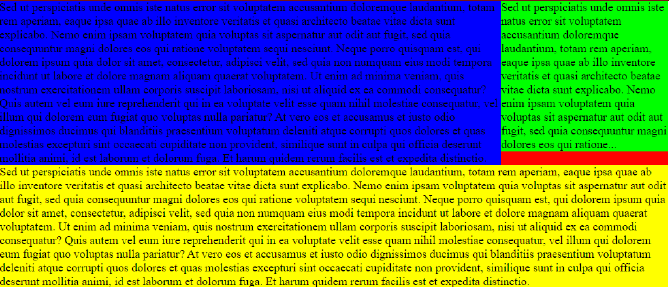 Sed ut perspiciatis unde omnis iste natus error sit voluptatem accusantium doloremque laudantium, totam
rem aperiam, eaque ipsa quae ab illo inventore veritatis et quasi architecto beatae vitae dicta sunt
explicabo. Nemo enim ipsam voluptatem quia voluptas sit aspernatur aut odit aut fugit, sed quia
consequuntur magni dolores eos qui ratione voluptatem sequi nesciunt. Neque porro quisquam est, qui
dolorem ipsum quia dolor sit amet, consectetur, adipisci velit, sed quia non numquam eius modi tempora
incidunt ut labore et dolore magnam aliquam quaerat voluptatem. Ut enim ad minima veniam, quis
nostrum exercitationem ullam corporis suscipit laboriosam, nisi ut aliquid ex ea commodi consequatur?
Quis autem vel eum iure reprehenderit qui in ea voluptate velit esse quam nihil molestiae consequatur, vel
illum qui dolorem eum fugiat quo voluptas nulla pariatur? At vero eos et accusamus et iusto odio
dignissimos ducimus qui blanditiis praesentium voluptatum deleniti atque corrupti quos dolores et quas
molestias excepturi sint occaecati cupiditate non provident, similique sunt in culpa qui officia deserunt
mollitia animi, id est laborum et dolorum fuga. Et harum quidem rerum facilis est et expedita distinctio.
Sed ut perspiciatis unde omnis iste
natus error sit voluptatem
accusantium doloremque
laudantium, totam rem aperiam,
eaque ipsa quae ab illo inventore
veritatis et quasi architecto beatae
vitae dicta sunt explicabo. Nemo
enim ipsam voluptatem quia
voluptas sit aspernatur aut odit aut
fugit, sed quia consequuntur magni
dolores eos qui ratione...
Sed ut perspiciatis unde omnis iste natus error sit voluptatem accusantium doloremque laudantium, totam rem aperiam, eaque ipsa quae ab
illo inventore veritatis et quasi architecto beatae vitae dicta sunt explicabo. Nemo enim ipsam voluptatem quia voluptas sit aspernatur aut odit
aut fugit, sed quia consequuntur magni dolores eos qui ratione voluptatem sequi nesciunt. Neque porro quisquam est, qui dolorem ipsum quia
dolor sit amet, consectetur, adipisci velit, sed quia non numquam eius modi tempora incidunt ut labore et dolore magnam aliquam quaerat
voluptatem. Ut enim ad minima veniam, quis nostrum exercitationem ullam corporis suscipit laboriosam, nisi ut aliquid ex ea commodi
consequatur? Quis autem vel eum iure reprehenderit qui in ea voluptate velit esse quam nihil molestiae consequatur, vel illum qui dolorem
eum fugiat quo voluptas nulla pariatur? At vero eos et accusamus et iusto odio dignissimos ducimus qui blanditiis praesentium voluptatum
deleniti atque corrupti quos dolores et quas molestias excepturi sint occaecati cupiditate non provident, similique sunt in culpa qui officia
deserunt mollitia animi, id est laborum et dolorum fuga. Et harum quidem rerum facilis est et expedita distinctio.